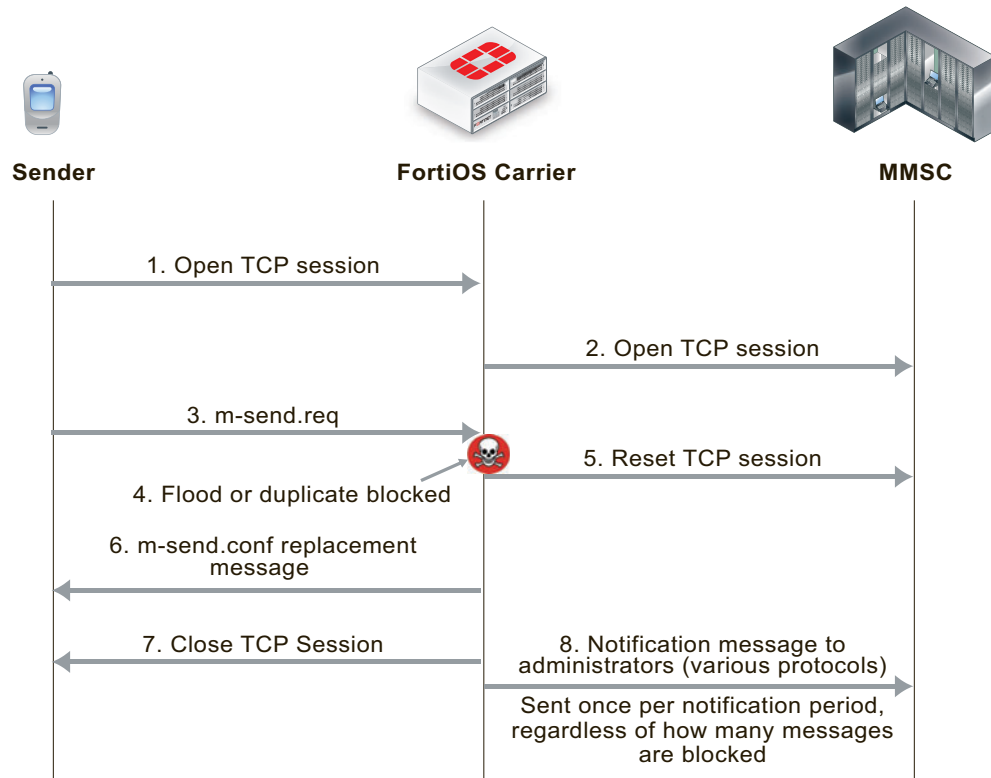 Sender
FortiOS Carrier
MMSC
1. Open TCP session
2. Open TCP session
3. m-send.req
4. Flood or duplicate blocked
5. Reset TCP session
6. m-send.conf replacement
message
7. Close TCP Session
8. Notification message to
administrators (various protocols)
Sent once per notification period,
regardless of how many messages
are blocked